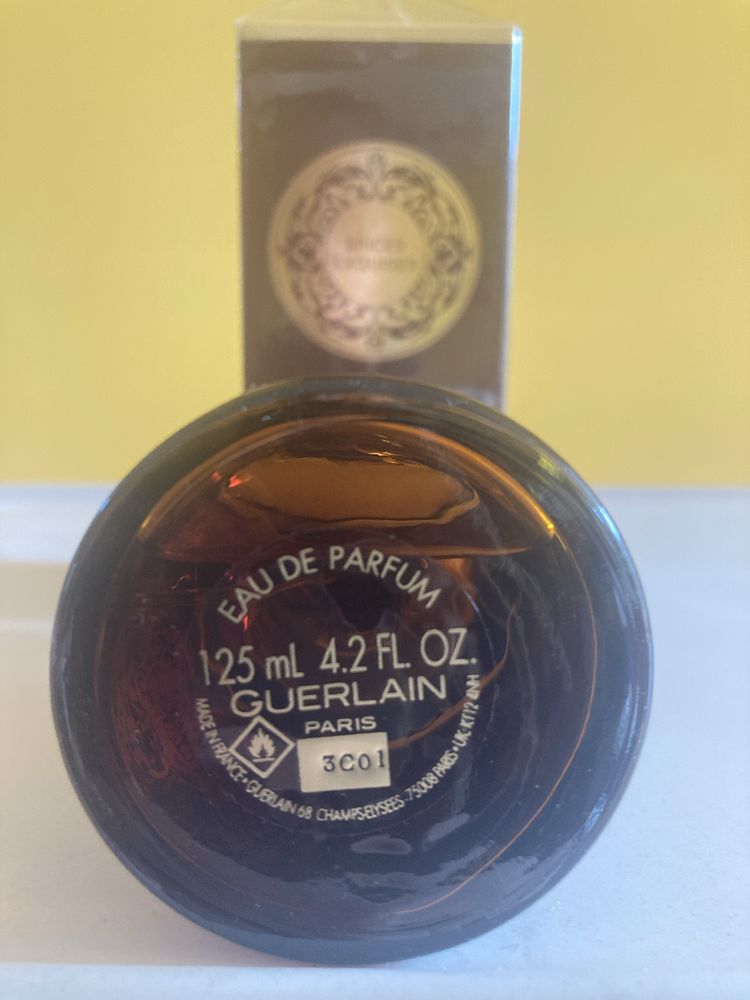 EAU DE PARFUM
125 mL 4.2 FL. OZ.
GUERLAIN
PARIS
3C01
MADE IN FRANCE • GUERLAIN 68 CHAMPS-ELYSEES 75008 PARIS • UK-KT12 4NH